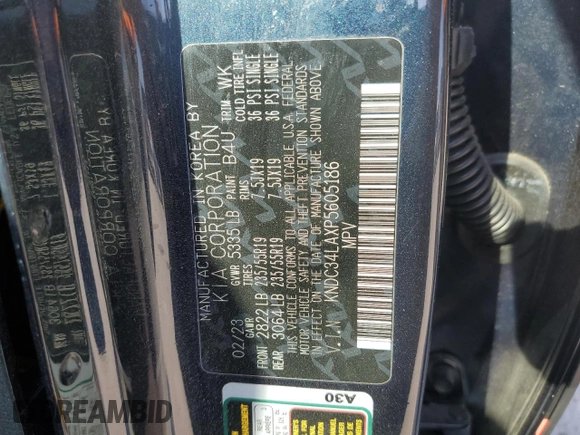 MANUFACTURED IN KOREA BY
KIA CORPORATION
02/23 GVWR 5335 LB PAINT B4U TRIM WK
GAWR TIRES RIMS COLD TIRE INFL
FRONT 2822 LB 235/55R19 7.5JX19 36 PSI SINGLE
REAR 3064 LB 235/55R19 7.5JX19 36 PSI SINGLE
THIS VEHICLE CONFORMS TO ALL APPLICABLE U.S.A FEDERAL
MOTOR VEHICLE SAFETY AND THEFT PREVENTION STANDARDS
IN EFFECT ON THE DATE OF MANUFACTURE SHOWN ABOVE.
V.I.N: KNDC34LAXP5605186
MPV
A30
REBID AUCTION HISTORY